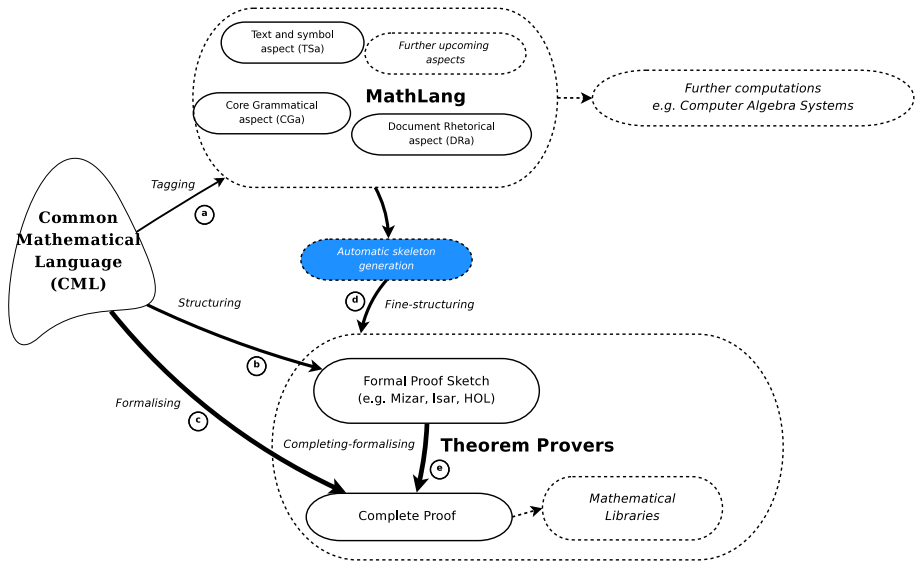 Text and symbol
aspect (TSa)
Further upcoming
aspects
MathLang
Core Grammatical
aspect (CGa)
Document Rhetorical
aspect (DRa)
Further computations
e.g. Computer Algebra Systems
Tagging
a
Common
Mathematical
Language
(CML)
Automatic skeleton
generation
Structuring
d
Fine-structuring
b
Formal Proof Sketch
(e.g. Mizar, Isar, HOL)
Formalising
c
Completing-formalising
Theorem Provers
e
Complete Proof
Mathematical
Libraries